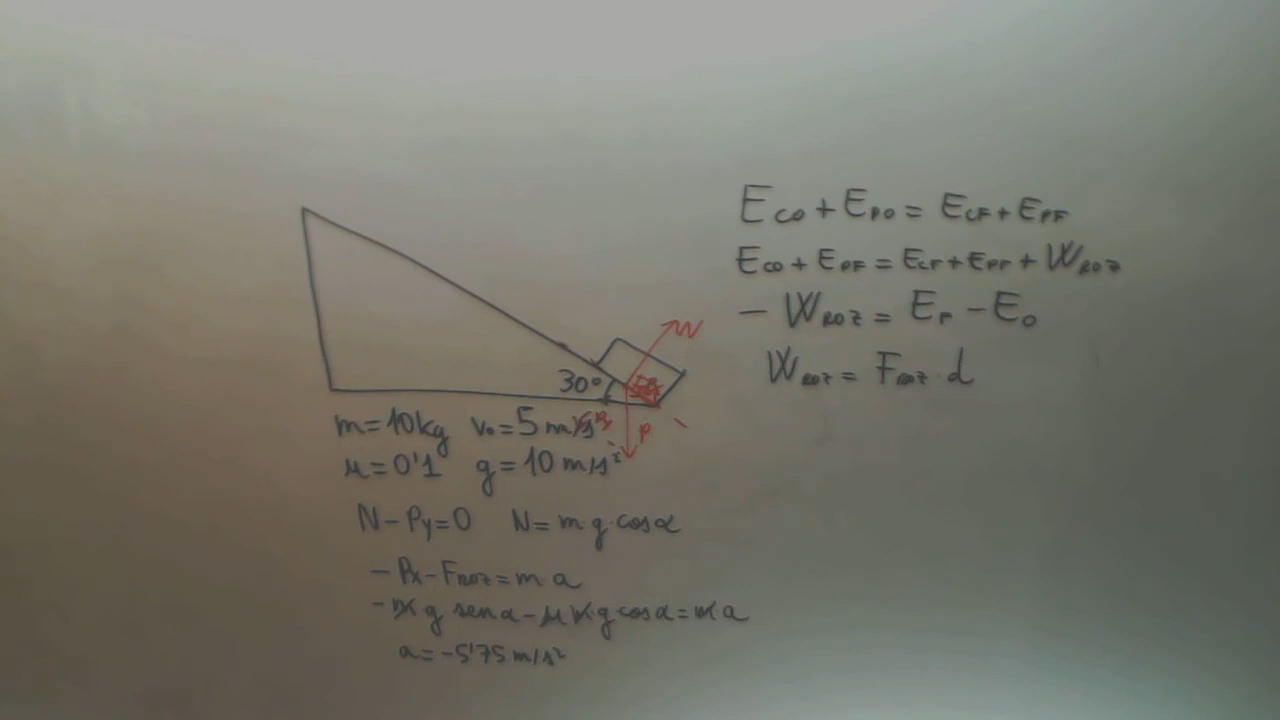 30°
N
P
m=10kg v₀=5 m/s
μ=0'1 g=10 m/s²
N-Py=0 N=m·g·cosα
-Px-FROZ=m a
-m g senα-μ m·g cosα=m a
a=-5'75 m/s²
ECO+EPO=ECF+EPF
ECO+EPF=ECF+EPF+WROZ
-WROZ=EF-EO
WROZ=FROZ·d